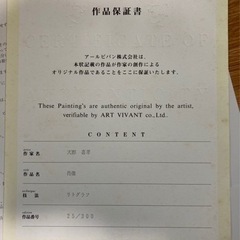 作品保証書
アールビバン株式会社は、
本状記載の作品が作家の創作による
オリジナル作品であることをここに保証いたします。
These Painting's are authentic original by the artist,
verifiable by ART VIVANT co.,Ltd.
CONTENT
作家名
作品名
技法
リトグラフ
作品番号
25/200